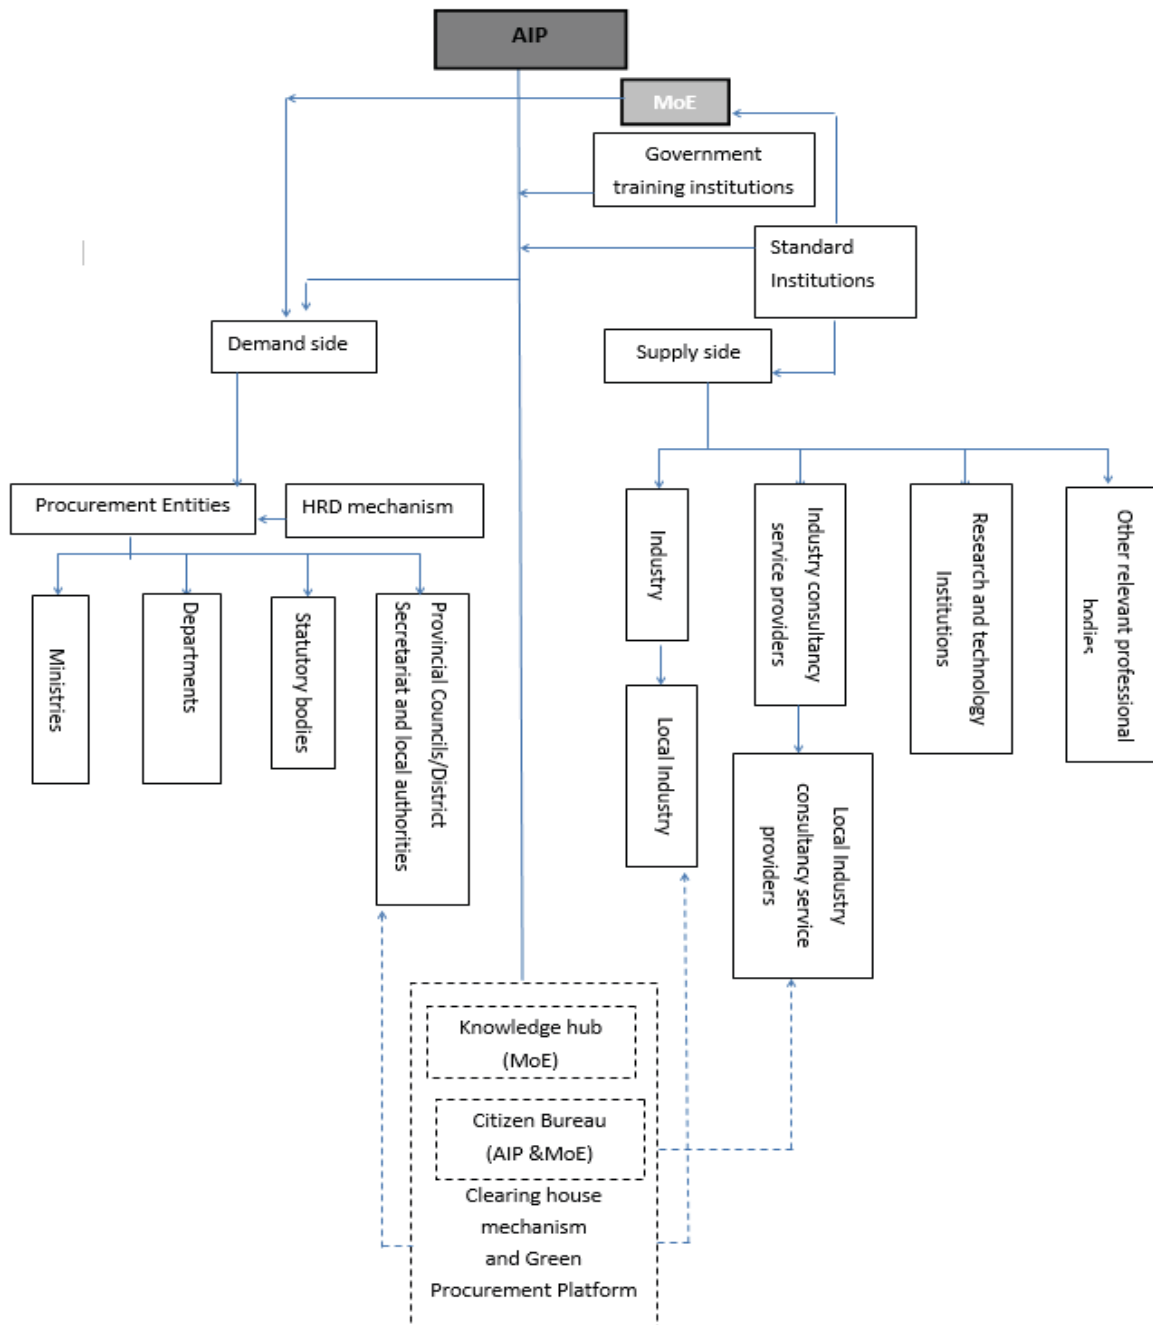 AIP
MoE
Government
training institutions
Standard
Institutions
Demand side
Supply side
Procurement Entities
HRD mechanism
Ministries
Departments
Statutory bodies
Provincial Councils/District
Secretariat and local authorities
Industry
Industry consultancy
service providers
Research and technology
Institutions
Other relevant professional
bodies
Local Industry
Local Industry
consultancy service
providers
Knowledge hub
(MoE)
Citizen Bureau
(AIP &MoE)
Clearing house
mechanism
and Green
Procurement Platform